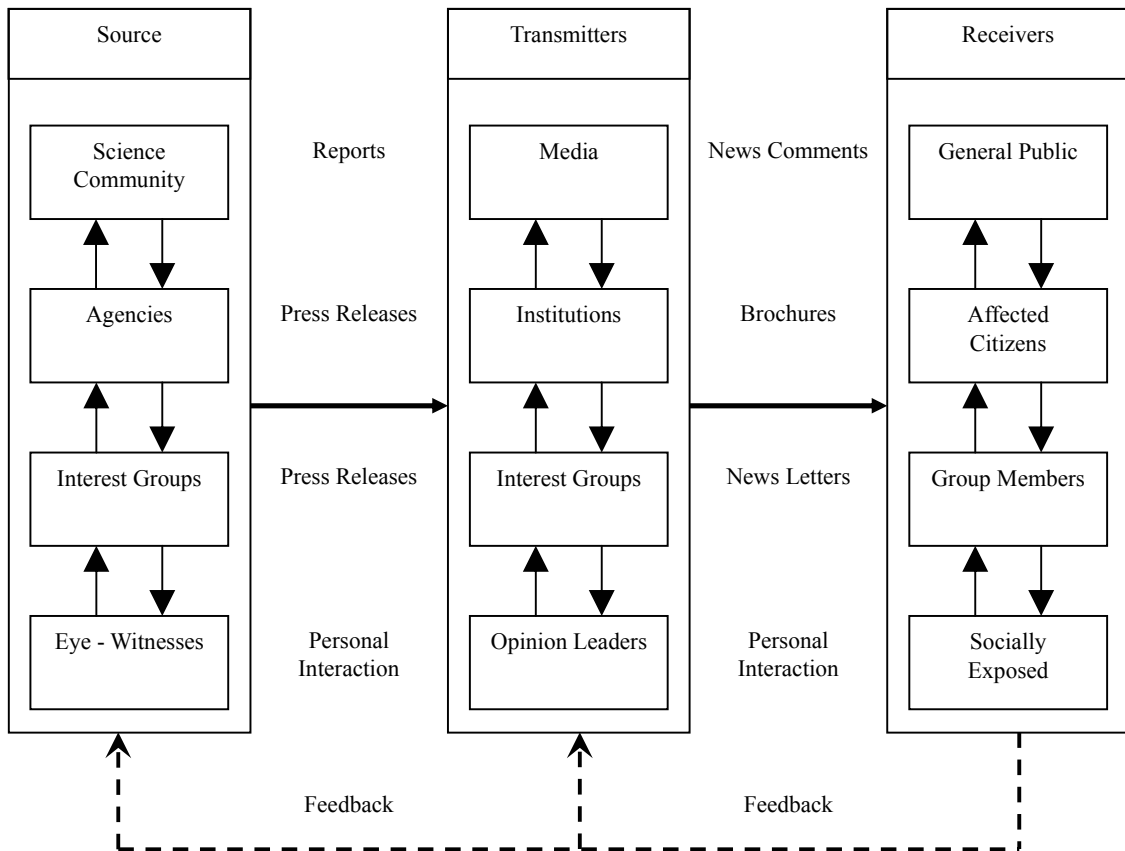 Source
Transmitters
Receivers
Science
Community
Reports
Media
News Comments
General Public
Agencies
Press Releases
Institutions
Brochures
Affected
Citizens
Interest Groups
Press Releases
Interest Groups
News Letters
Group Members
Eye - Witnesses
Personal
Interaction
Opinion Leaders
Personal
Interaction
Socially
Exposed
Feedback
Feedback